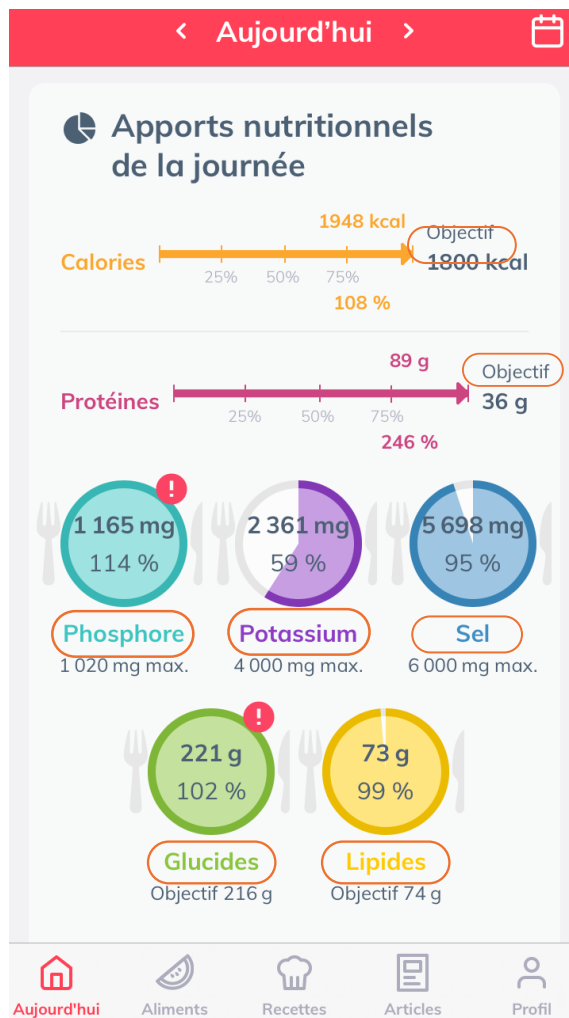 Aujourd'hui
Apports nutritionnels
de la journée
1948 kcal
Objectif
Calories
1800 kcal
25% 50% 75%
108 %
89 g
Objectif
Protéines
36 g
25% 50% 75%
246 %
!
1 165 mg 2 361 mg 5 698 mg
114 % 59 % 95 %
Phosphore Potassium Sel
1 020 mg max. 4 000 mg max. 6 000 mg max.
!
221 g 73 g
102 % 99 %
Glucides Lipides
Objectif 216 g Objectif 74 g
Aujourd'hui Aliments Recettes Articles Profil